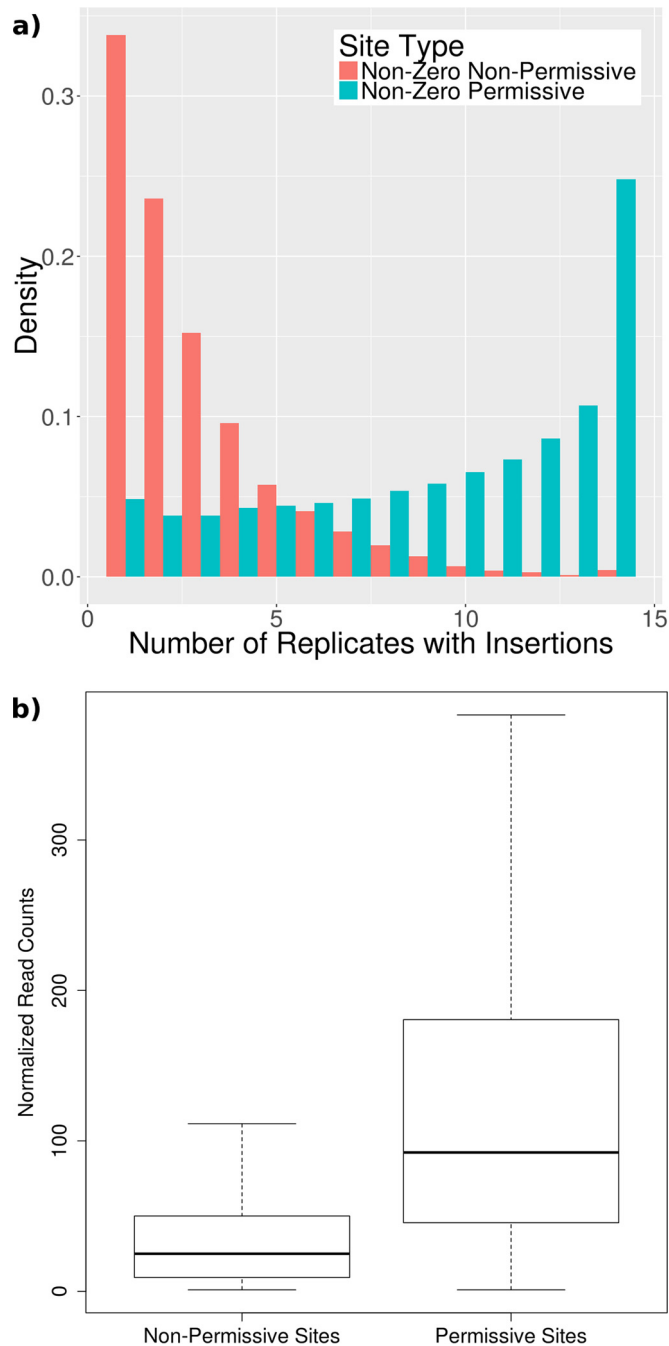 a)
Site Type
Non-Zero Non-Permissive
Non-Zero Permissive
0.3
0.2
0.1
0.0
Density
0 5 10 15
Number of Replicates with Insertions
b)
300
200
100
0
Normalized Read Counts
Non-Permissive Sites Permissive Sites